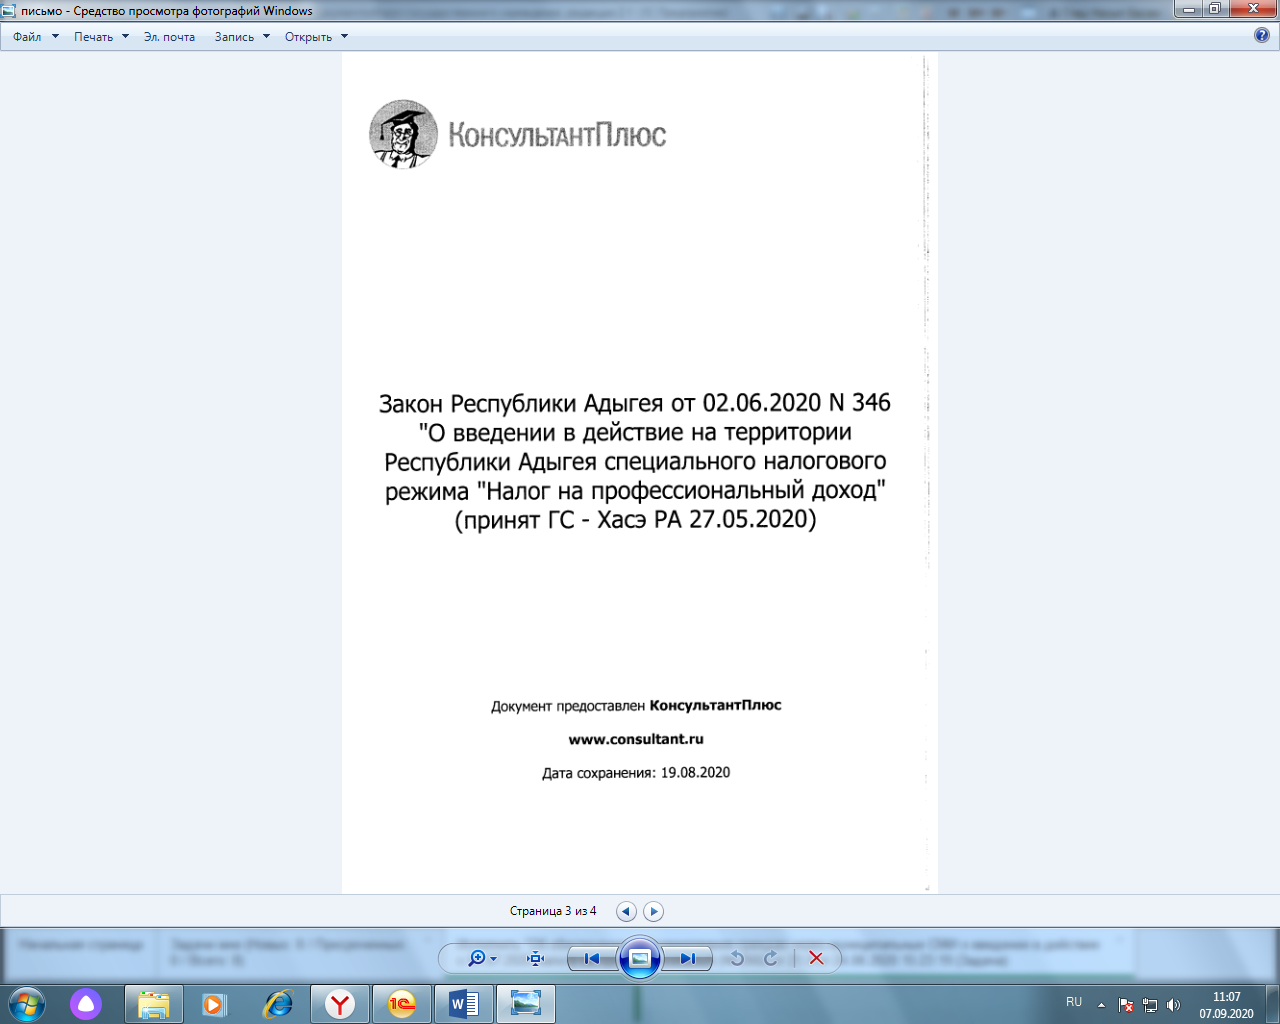 письмо - Средство просмотра фотографий Windows
Файл Печать Эл. почта Запись Открыть
КонсультантПлюс
Закон Республики Адыгея от 02.06.2020 N 346
"О введении в действие на территории
Республики Адыгея специального налогового
режима "Налог на профессиональный доход"
(принят ГС - Хасэ РА 27.05.2020)
Документ предоставлен КонсультантПлюс
www.consultant.ru
Дата сохранения: 19.08.2020
Страница 3 из 4
Начальная страница
RU
11:07
07.09.2020